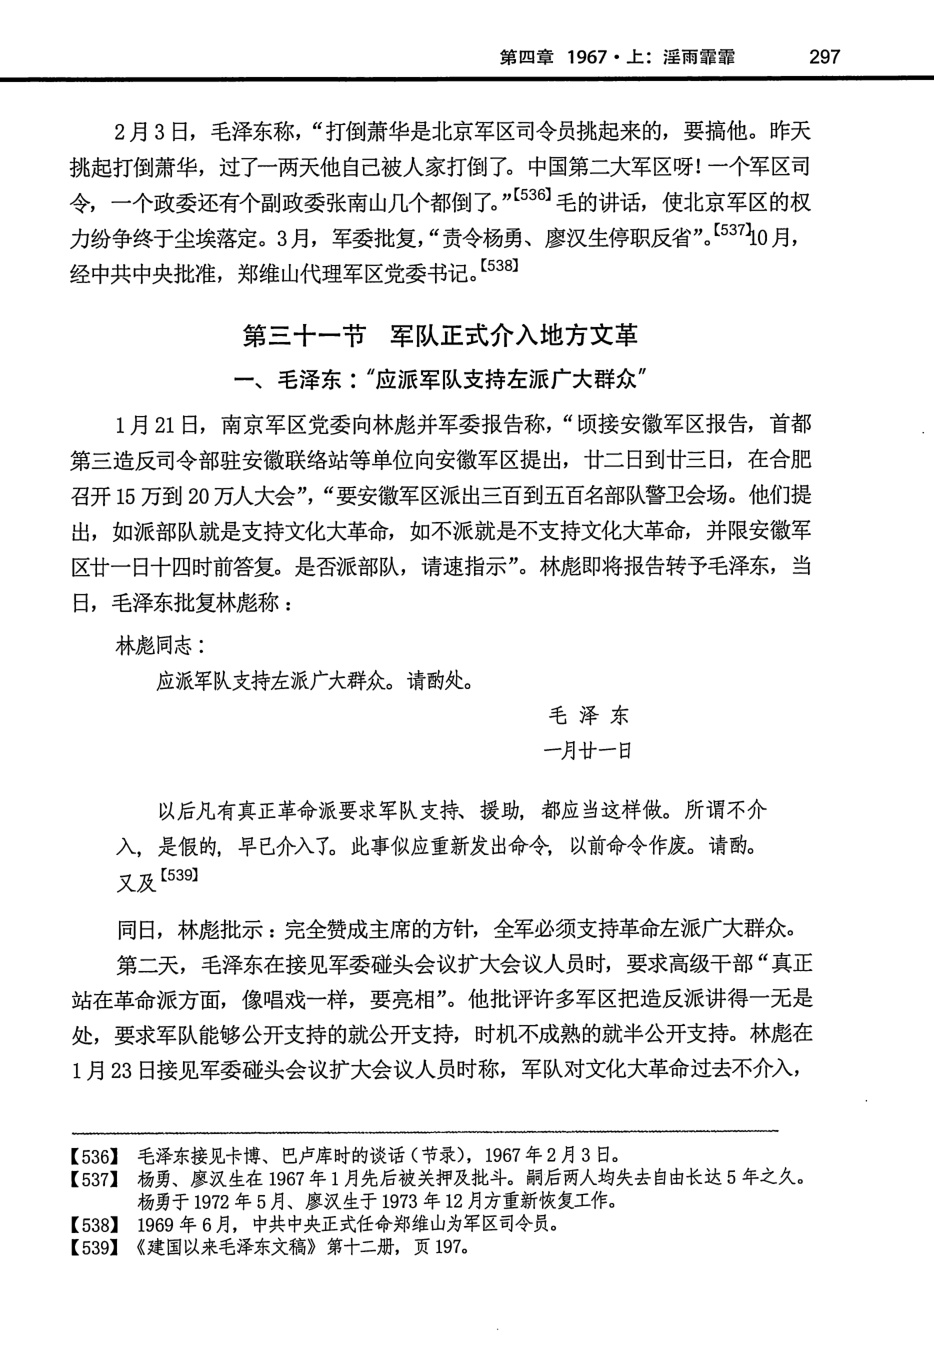 第四章 1967·上：淫雨霏霏 297
2月3日，毛泽东称，“打倒萧华是北京军区司令员挑起来的，要搞他。昨天
挑起打倒萧华，过了一两天他自己被人家打倒了。中国第二大军区呀！一个军区司
令，一个政委还有个副政委张南山几个都倒了。”【536】毛的讲话，使北京军区的权
力纷争终于尘埃落定。3月，军委批复，“责令杨勇、廖汉生停职反省”。【537】10月，
经中共中央批准，郑维山代理军区党委书记。【538】
第三十一节 军队正式介入地方文革
一、毛泽东：“应派军队支持左派广大群众”
1月21日，南京军区党委向林彪并军委报告称，“顷接安徽军区报告，首都
第三造反司令部驻安徽联络站等单位向安徽军区提出，廿二日到廿三日，在合肥
召开15万到20万人大会”，“要安徽军区派出三百到五百名部队警卫会场。他们提
出，如派部队就是支持文化大革命，如不派就是不支持文化大革命，并限安徽军
区廿一日十四时前答复。是否派部队，请速指示”。林彪即将报告转予毛泽东，当
日，毛泽东批复林彪称：
林彪同志：
应派军队支持左派广大群众。请酌处。
毛 泽 东
一月廿一日
以后凡有真正革命派要求军队支持、援助，都应当这样做。所谓不介
入，是假的，早已介入了。此事似应重新发出命令，以前命令作废。请酌。
又及【539】
同日，林彪批示：完全赞成主席的方针，全军必须支持革命左派广大群众。
第二天，毛泽东在接见军委碰头会议扩大会议人员时，要求高级干部“真正
站在革命派方面，像唱戏一样，要亮相”。他批评许多军区把造反派讲得一无是
处，要求军队能够公开支持的就公开支持，时机不成熟的就半公开支持。林彪在
1月23日接见军委碰头会议扩大会议人员时称，军队对文化大革命过去不介入，
【536】 毛泽东接见卡博、巴卢库时的谈话（节录），1967年2月3日。
【537】 杨勇、廖汉生在1967年1月先后被关押及批斗。嗣后两人均失去自由长达5年之久。
杨勇于1972年5月、廖汉生于1973年12月方重新恢复工作。
【538】 1969年6月，中共中央正式任命郑维山为军区司令员。
【539】 《建国以来毛泽东文稿》第十二册，页197。